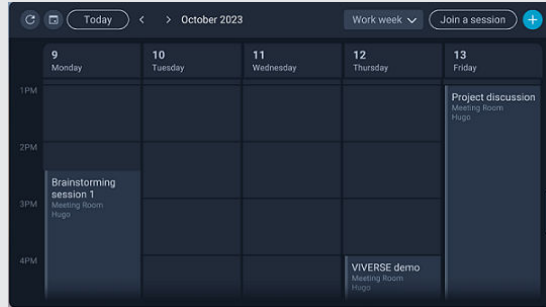 Today
October 2023
Work week
Join a session
9
Monday
10
Tuesday
11
Wednesday
12
Thursday
13
Friday
1PM
2PM
3PM
4PM
Brainstorming
session 1
Meeting Room
Hugo
VIVERSE demo
Meeting Room
Hugo
Project discussion
Meeting Room
Hugo